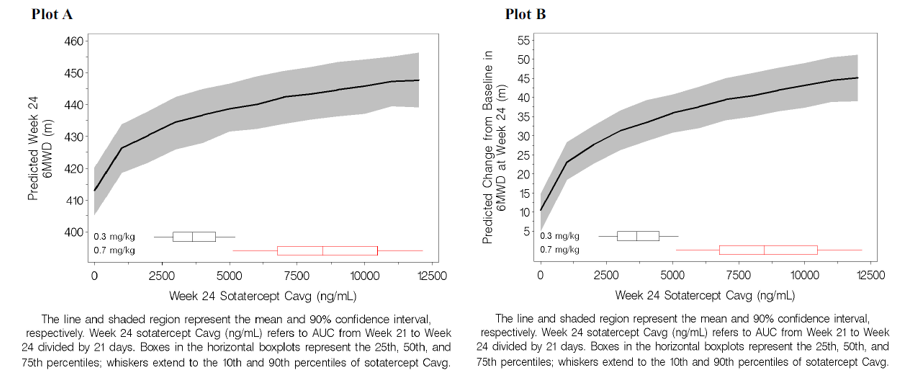 Plot A
460
450
440
430
420
410
400
Predicted Week 24
6MWD (m)
0.3 mg/kg
0.7 mg/kg
0 2500 5000 7500 10000 12500
Week 24 Sotatercept Cavg (ng/mL)
The line and shaded region represent the mean and 90% confidence interval,
respectively. Week 24 sotatercept Cavg (ng/mL) refers to AUC from Week 21 to Week
24 divided by 21 days. Boxes in the horizontal boxplots represent the 25th, 50th, and
75th percentiles; whiskers extend to the 10th and 90th percentiles of sotatercept Cavg.
Plot B
55
50
45
40
35
30
25
20
15
10
5
Predicted Change from Baseline in
6MWD at Week 24 (m)
0.3 mg/kg
0.7 mg/kg
0 2500 5000 7500 10000 12500
Week 24 Sotatercept Cavg (ng/mL)
The line and shaded region represent the mean and 90% confidence interval,
respectively. Week 24 sotatercept Cavg (ng/mL) refers to AUC from Week 21 to Week
24 divided by 21 days. Boxes in the horizontal boxplots represent the 25th, 50th, and
75th percentiles; whiskers extend to the 10th and 90th percentiles of sotatercept Cavg.